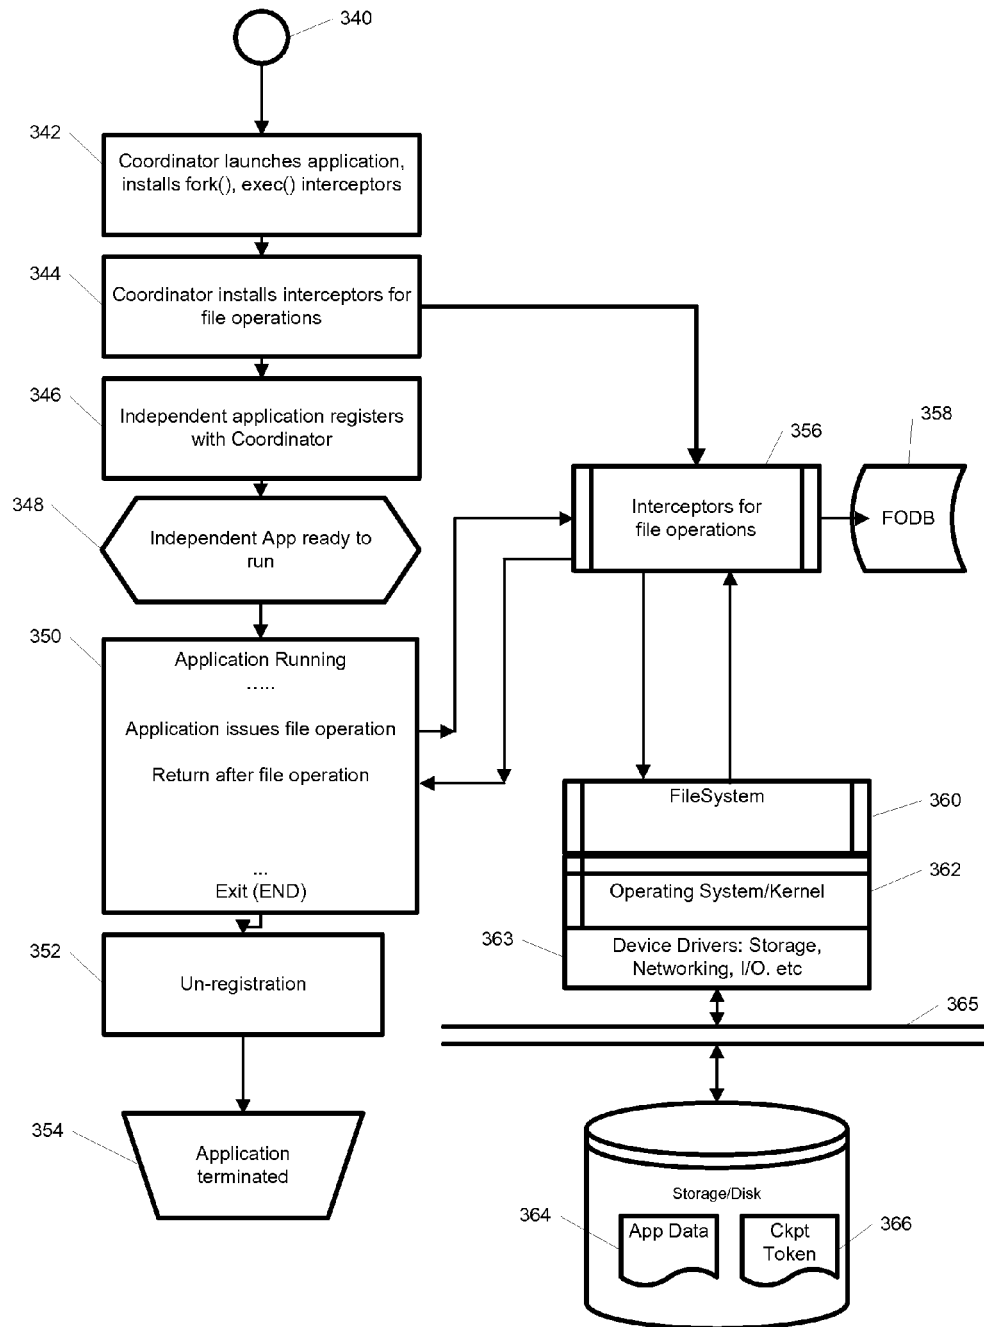 340
342
Coordinator launches application,
installs fork(), exec() interceptors
344
Coordinator installs interceptors for
file operations
346
Independent application registers
with Coordinator
348
Independent App ready to
run
350
Application Running
.....
Application issues file operation
Return after file operation
...
Exit (END)
352
Un-registration
354
Application
terminated
356
Interceptors for
file operations
358
FODB
FileSystem
360
Operating System/Kernel
362
363
Device Drivers: Storage,
Networking, I/O. etc
365
Storage/Disk
364
App Data
Ckpt
Token
366